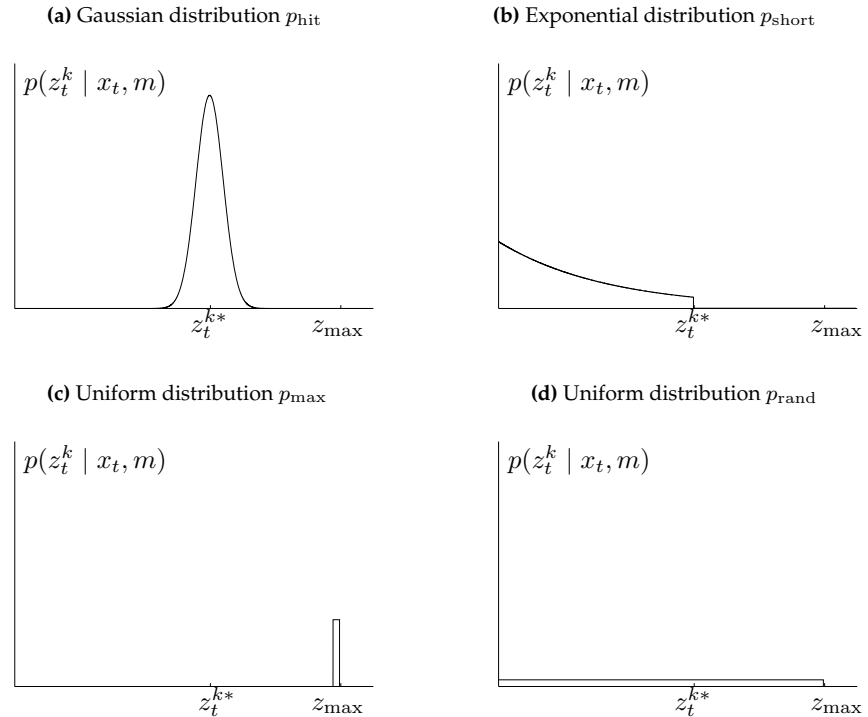 (a) Gaussian distribution p_hit
(b) Exponential distribution p_short
p(z_t^k | x_t, m)
p(z_t^k | x_t, m)
z_t^{k*}
z_max
z_t^{k*}
z_max
(c) Uniform distribution p_max
(d) Uniform distribution p_rand
p(z_t^k | x_t, m)
p(z_t^k | x_t, m)
z_t^{k*}
z_max
z_t^{k*}
z_max